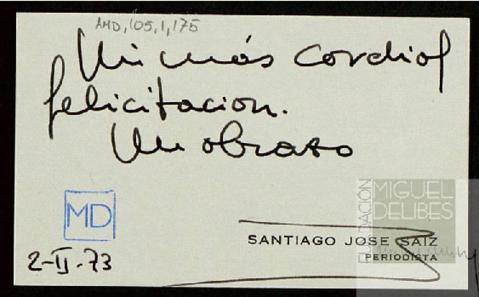 AMD,105,1,175
Mi más cordial
felicitacion.
Un abrazo
MD
2-II-73
SANTIAGO JOSE SAIZ
PERIODISTA
FUNDACIÓN
MIGUEL
DELIBES